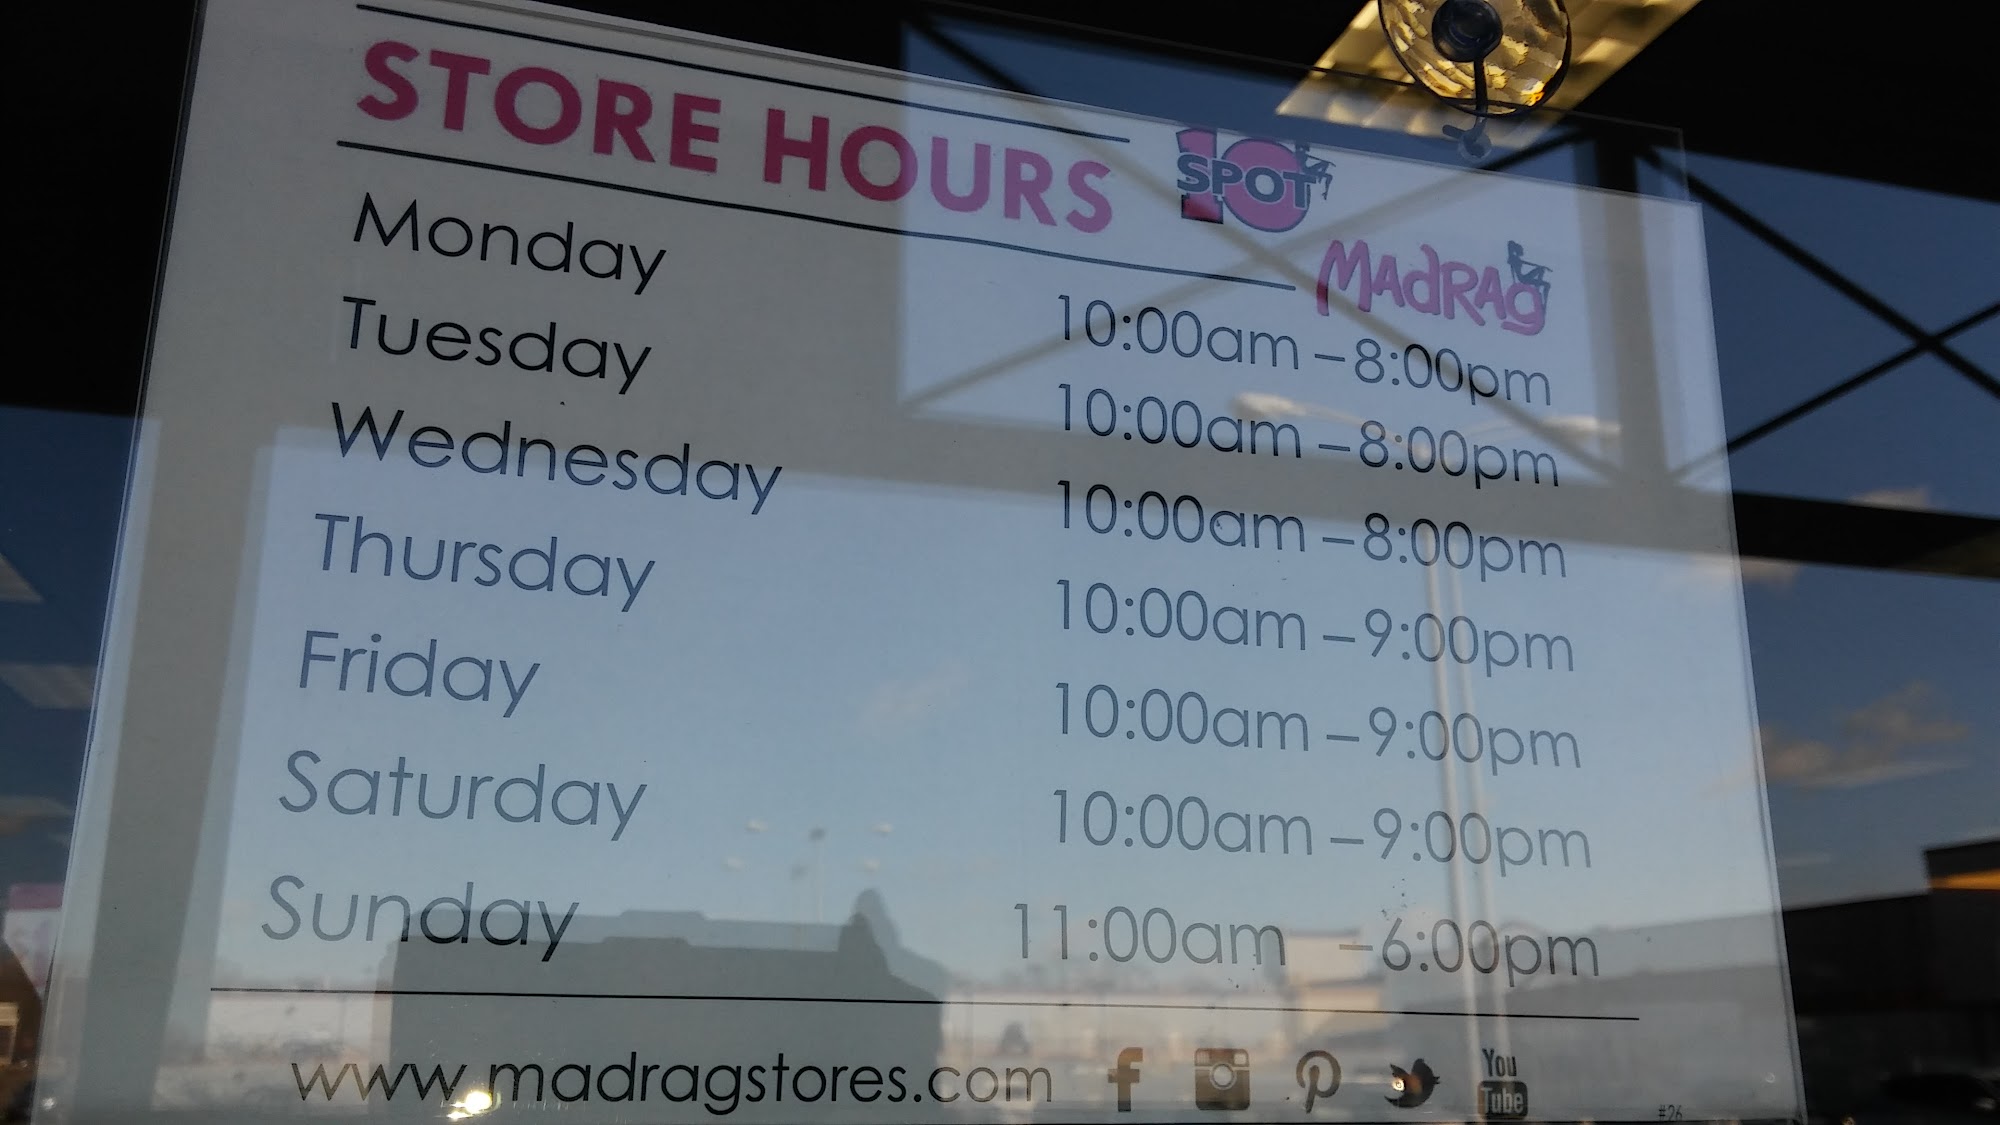 STORE HOURS
10 SPOT
MADRAG
Monday 10:00am – 8:00pm
Tuesday 10:00am – 8:00pm
Wednesday 10:00am – 8:00pm
Thursday 10:00am – 9:00pm
Friday 10:00am – 9:00pm
Saturday 10:00am – 9:00pm
Sunday 11:00am – 6:00pm
www.madragstores.com
You Tube
#26